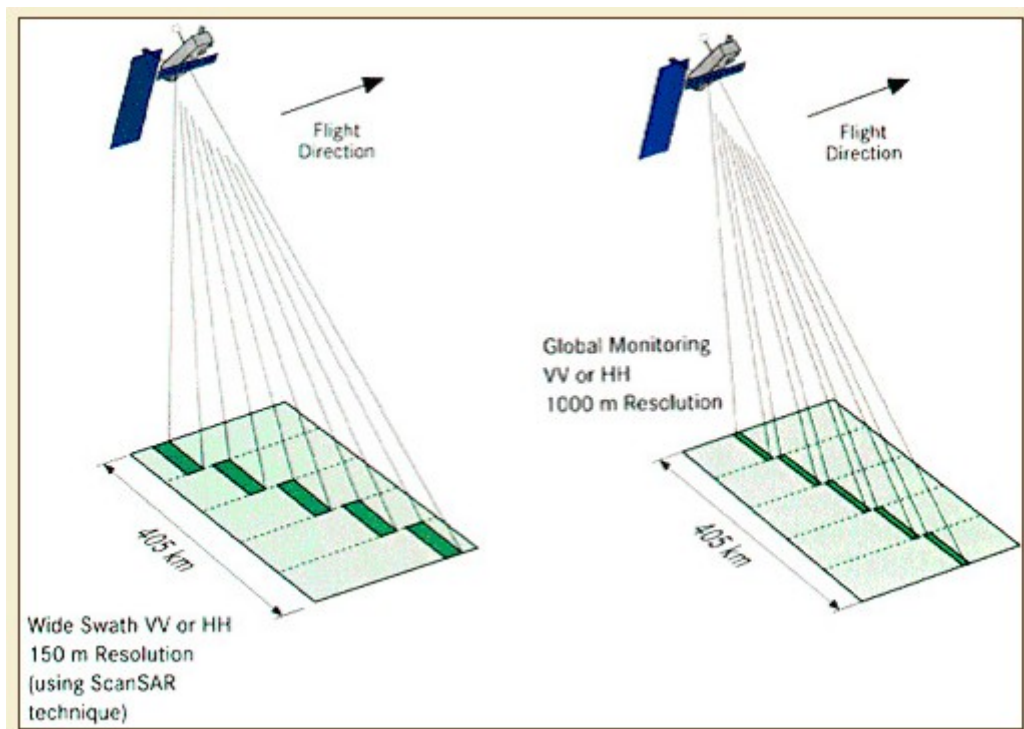 Flight
Direction
405 km
Wide Swath VV or HH
150 m Resolution
(using ScanSAR
technique)
Flight
Direction
Global Monitoring
VV or HH
1000 m Resolution
405 km